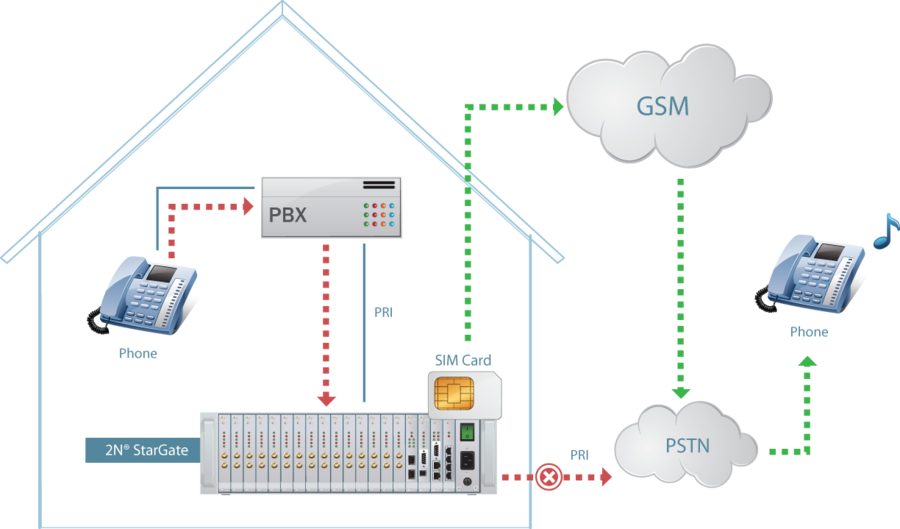 GSM
PBX
PRI
Phone
Phone
SIM Card
2N® StarGate
PRI
PSTN